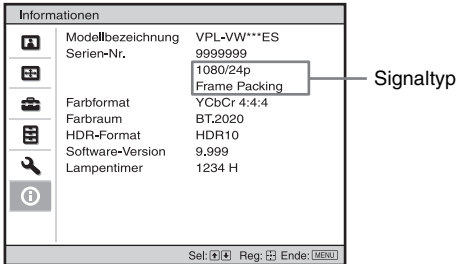 Informationen
Modellbezeichnung VPL-VW***ES
Serien-Nr. 9999999
1080/24p
Frame Packing
Signaltyp
Farbformat YCbCr 4:4:4
Farbraum BT.2020
HDR-Format HDR10
Software-Version 9.999
Lampentimer 1234 H
Sel: Reg: Ende: MENU